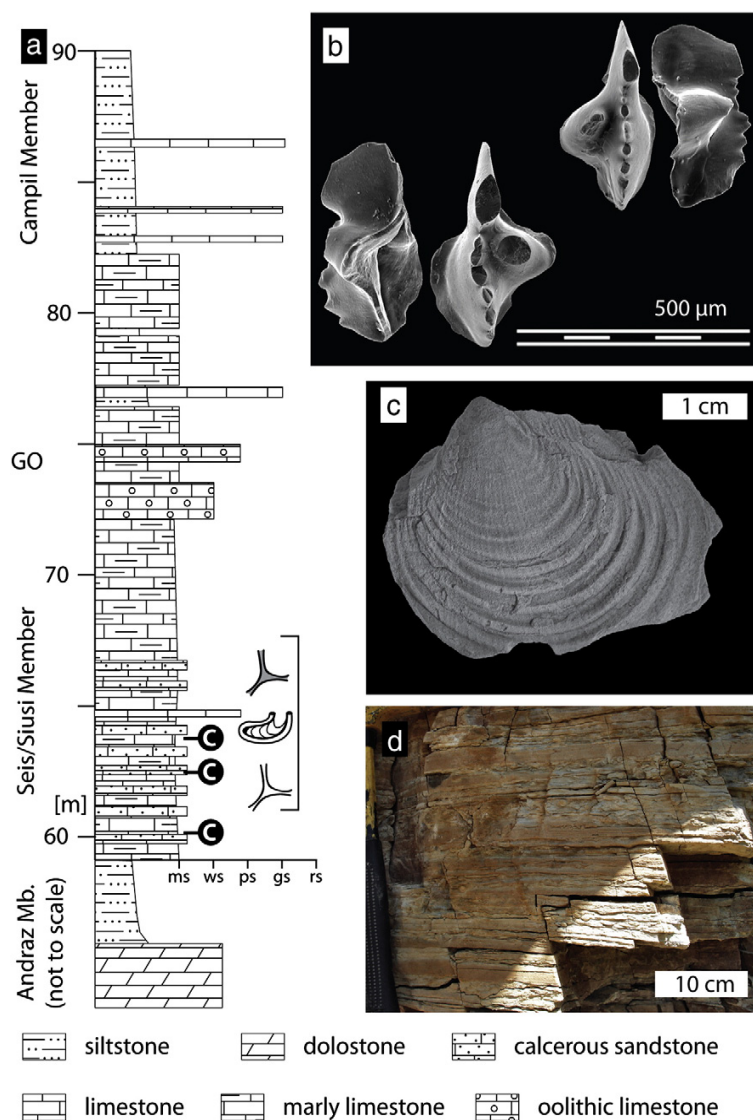 a
90
Campil Member
80
GO
70
Seis/Siusi Member
C
C
[m]
60
C
ms ws ps gs rs
Andraz Mb.
(not to scale)
b
500 µm
c
1 cm
d
10 cm
siltstone
dolostone
calcerous sandstone
limestone
marly limestone
oolithic limestone